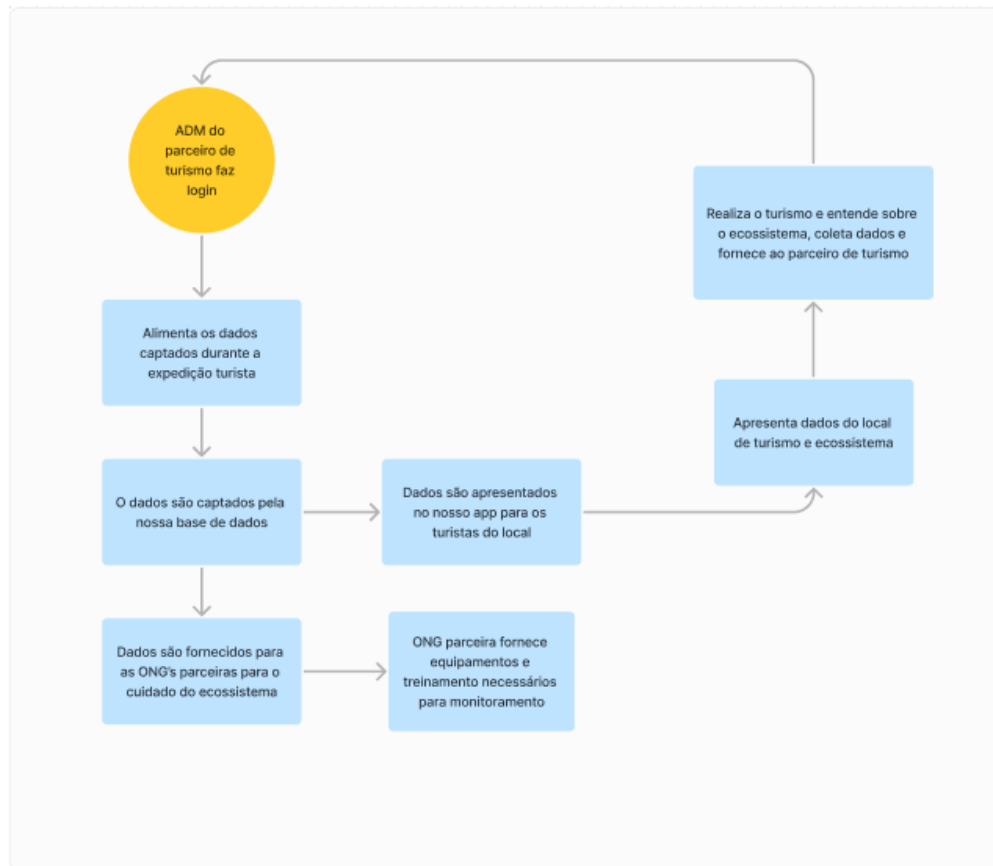 ADM do
parceiro de
turismo faz
login
Alimenta os dados
captados durante a
expedição turista
O dados são captados pela
nossa base de dados
Dados são apresentados
no nosso app para os
turistas do local
Apresenta dados do local
de turismo e ecossistema
Realiza o turismo e entende sobre
o ecossistema, coleta dados e
fornece ao parceiro de turismo
Dados são fornecidos para
as ONG's parceiras para o
cuidado do ecossistema
ONG parceira fornece
equipamentos e
treinamento necessários
para monitoramento